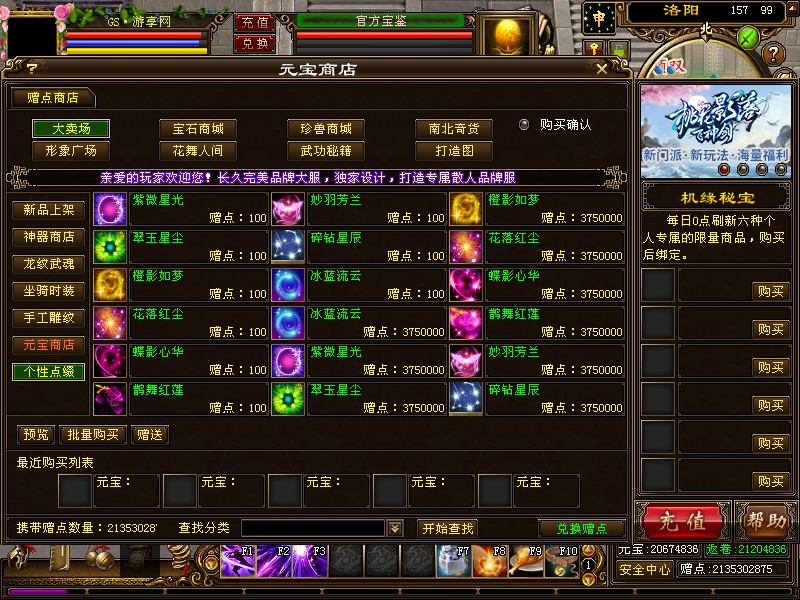 GS·游享网
充值
兑换
官方宝鉴
申
洛阳 157 99
北
?
元宝商店
赠点商店
大卖场 宝石商城 珍兽商城 南北奇货 购买确认
形象广场 花舞人间 武功秘籍 打造图
亲爱的玩家欢迎您! 长久完美品牌大服,独家设计,打造专属散人品牌服
新品上架
神器商店
龙纹武魂
坐骑时装
手工雕纹
元宝商店
个性点缀
紫微星光 赠点:100
妙羽芳兰 赠点:100
橙影如梦 赠点:3750000
翠玉星尘 赠点:100
碎钻星辰 赠点:100
花落红尘 赠点:3750000
橙影如梦 赠点:100
冰蓝流云 赠点:100
蝶影心华 赠点:3750000
花落红尘 赠点:100
冰蓝流云 赠点:3750000
鹊舞红莲 赠点:3750000
蝶影心华 赠点:100
紫微星光 赠点:3750000
妙羽芳兰 赠点:3750000
鹊舞红莲 赠点:100
翠玉星尘 赠点:3750000
碎钻星辰 赠点:3750000
预览 批量购买 赠送
最近购买列表
元宝: 元宝: 元宝: 元宝: 元宝:
携带赠点数量:21353028 查找分类 开始查找 兑换赠点
新门派·新玩法·海量福利
机缘秘宝
每日0点刷新六种个
人专属的限量商品,购买
后绑定。
购买
购买
购买
购买
购买
购买
充值 帮助
元宝:20674836 返卷:21204836
安全中心 赠点:2135302875
F1 F2 F3 F7 F8 F9 F10 1